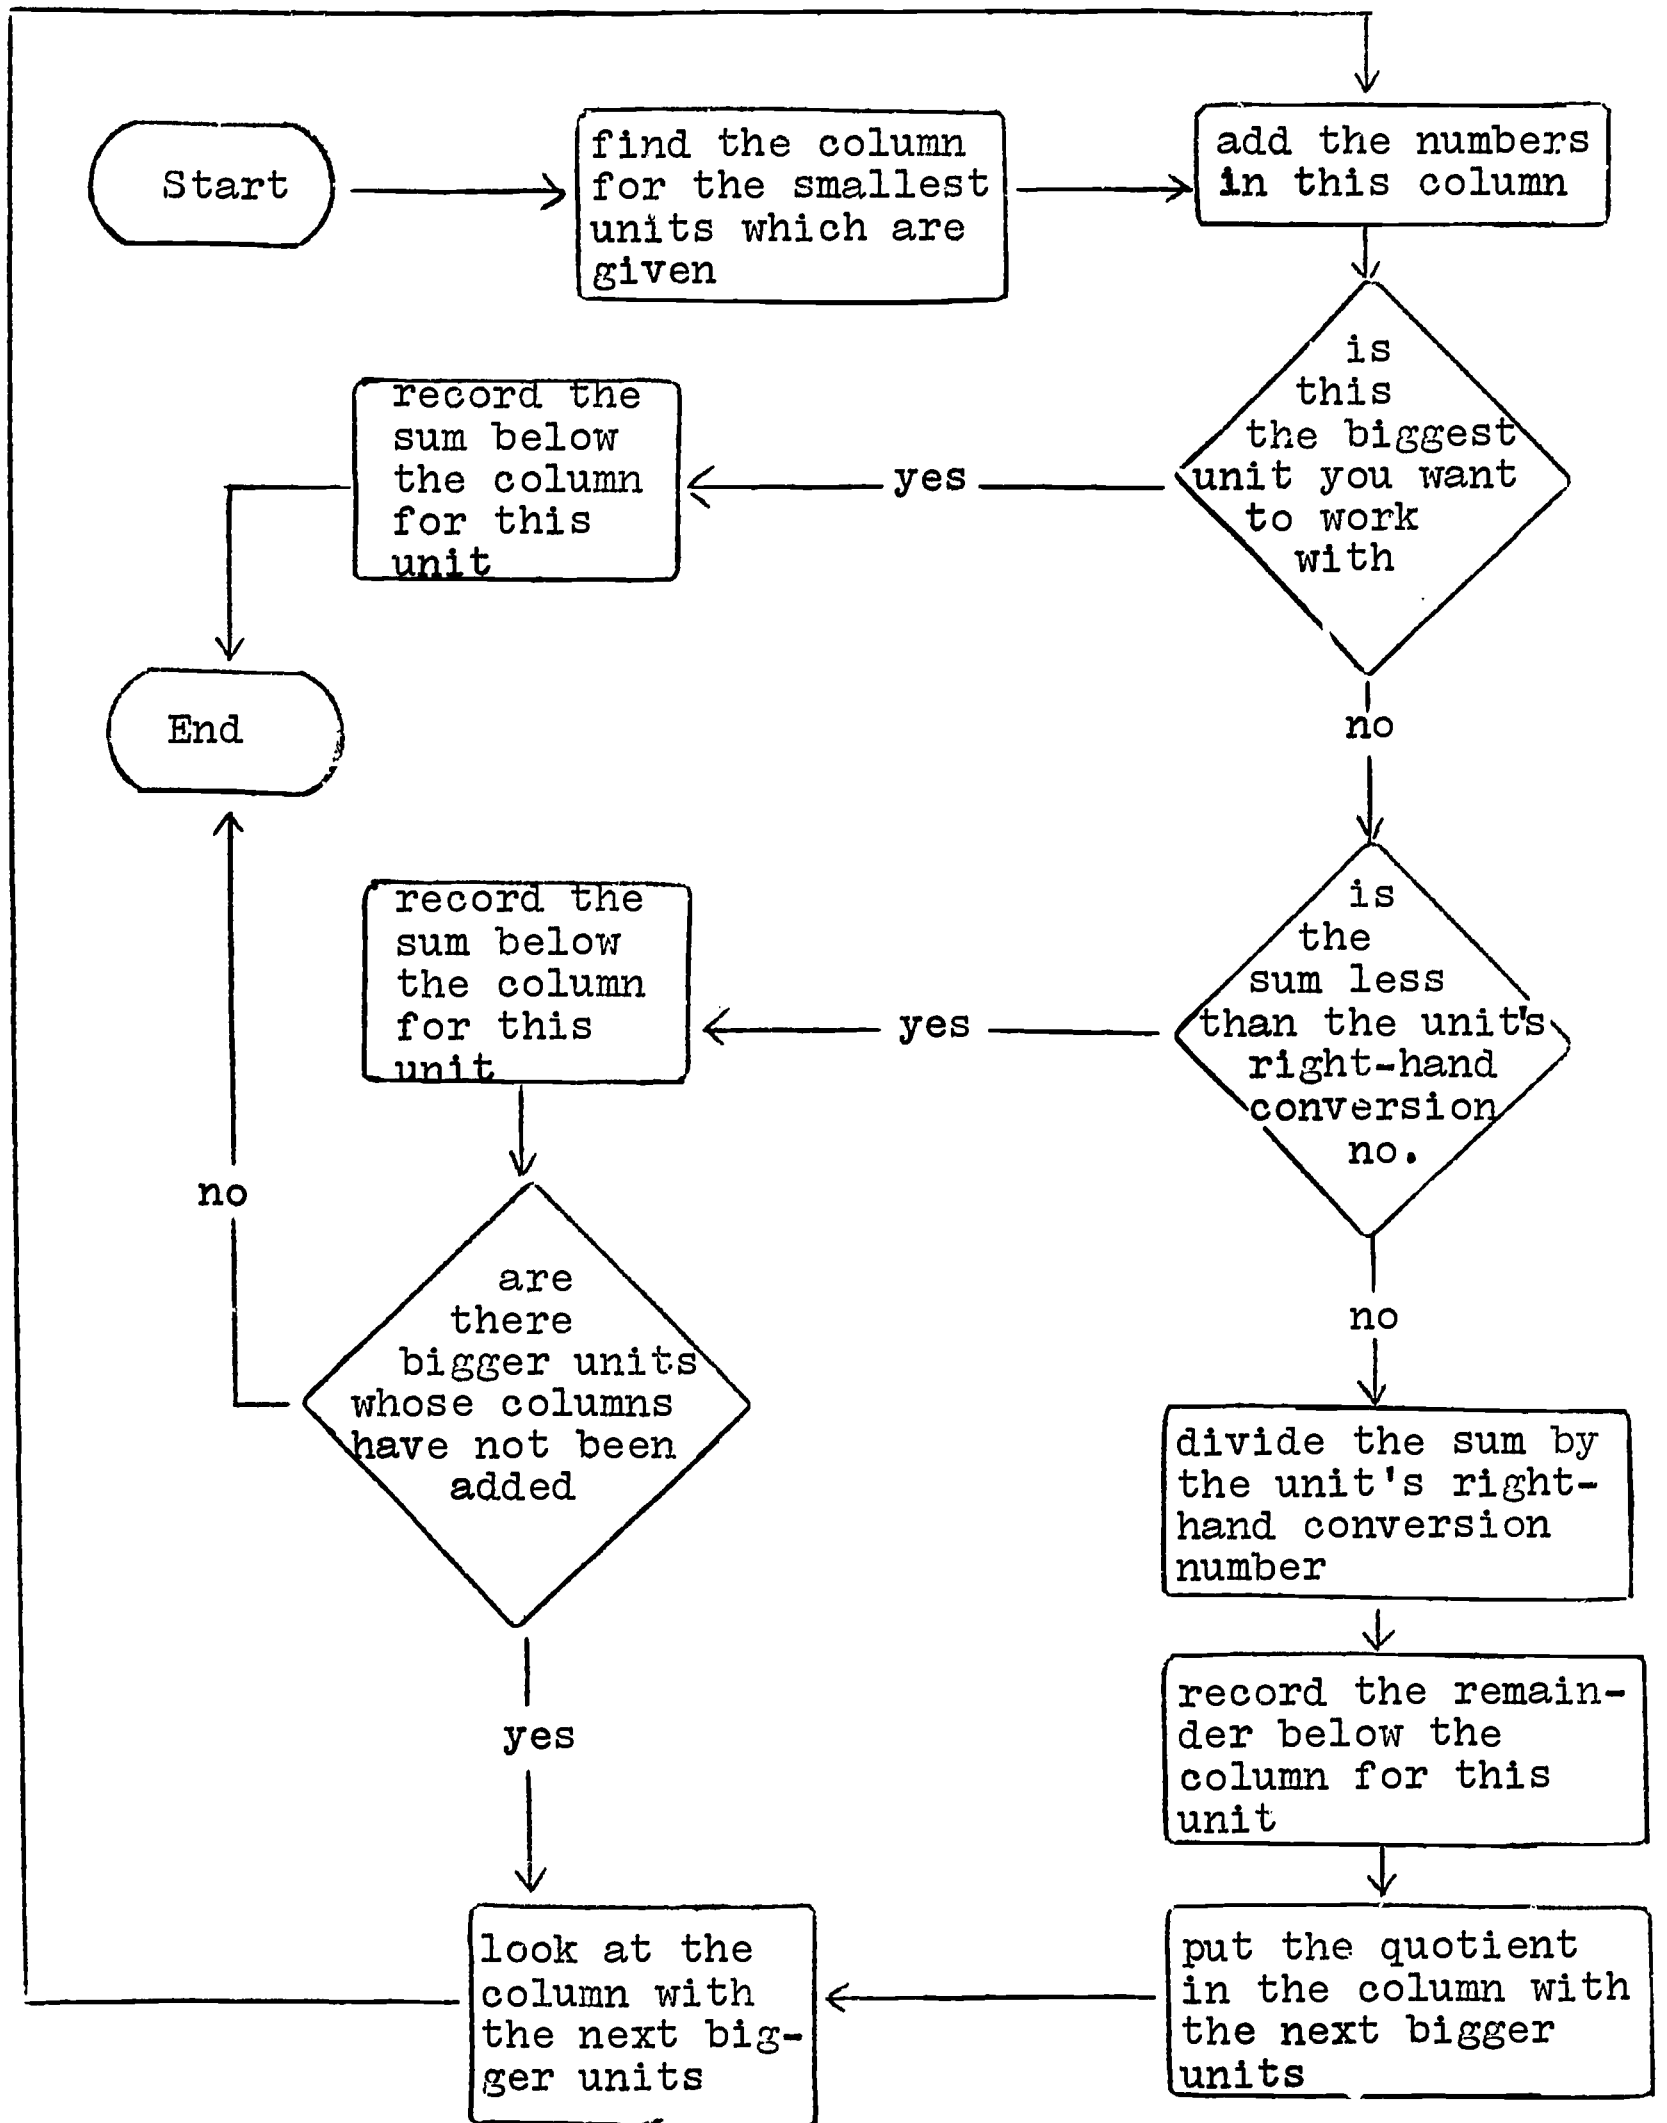 Start
find the column
for the smallest
units which are
given
add the numbers
in this column
is
this
the biggest
unit you want
to work
with
yes
record the
sum below
the column
for this
unit
End
no
is
the
sum less
than the unit's
right-hand
conversion
no.
yes
record the
sum below
the column
for this
unit
are
there
bigger units
whose columns
have not been
added
no
yes
no
divide the sum by
the unit's right-
hand conversion
number
record the remain-
der below the
column for this
unit
put the quotient
in the column with
the next bigger
units
look at the
column with
the next big-
ger units